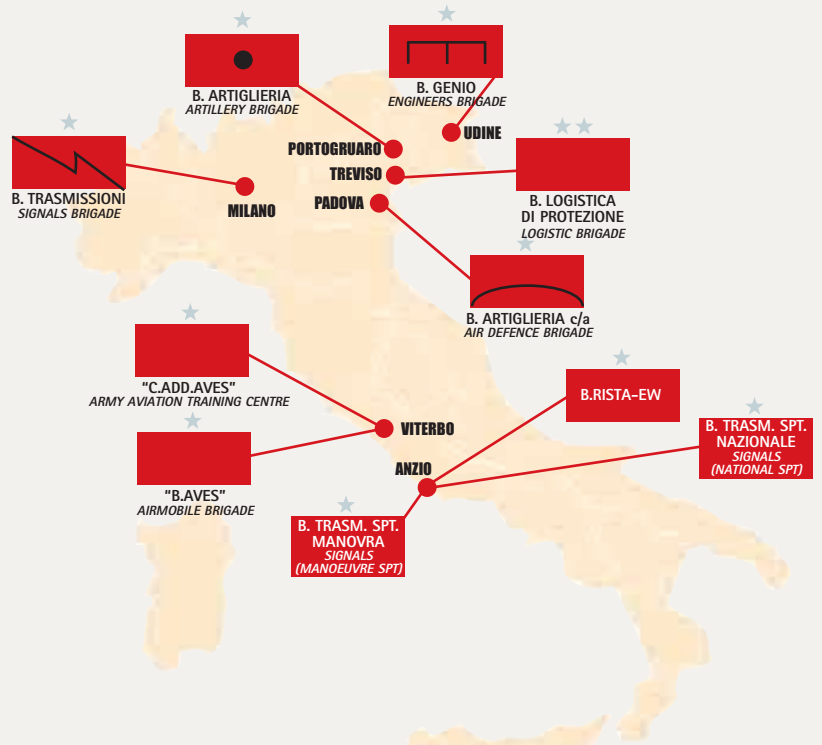 B. ARTIGLIERIA
ARTILLERY BRIGADE
B. GENIO
ENGINEERS BRIGADE
UDINE
PORTOGRUARO
TREVISO
PADOVA
B. TRASMISSIONI
SIGNALS BRIGADE
MILANO
B. LOGISTICA
DI PROTEZIONE
LOGISTIC BRIGADE
B. ARTIGLIERIA c/a
AIR DEFENCE BRIGADE
"C.ADD.AVES"
ARMY AVIATION TRAINING CENTRE
"B.AVES"
AIRMOBILE BRIGADE
VITERBO
ANZIO
B.RISTA-EW
B. TRASM. SPT.
NAZIONALE
SIGNALS
(NATIONAL SPT)
B. TRASM. SPT.
MANOVRA
SIGNALS
(MANOEUVRE SPT)